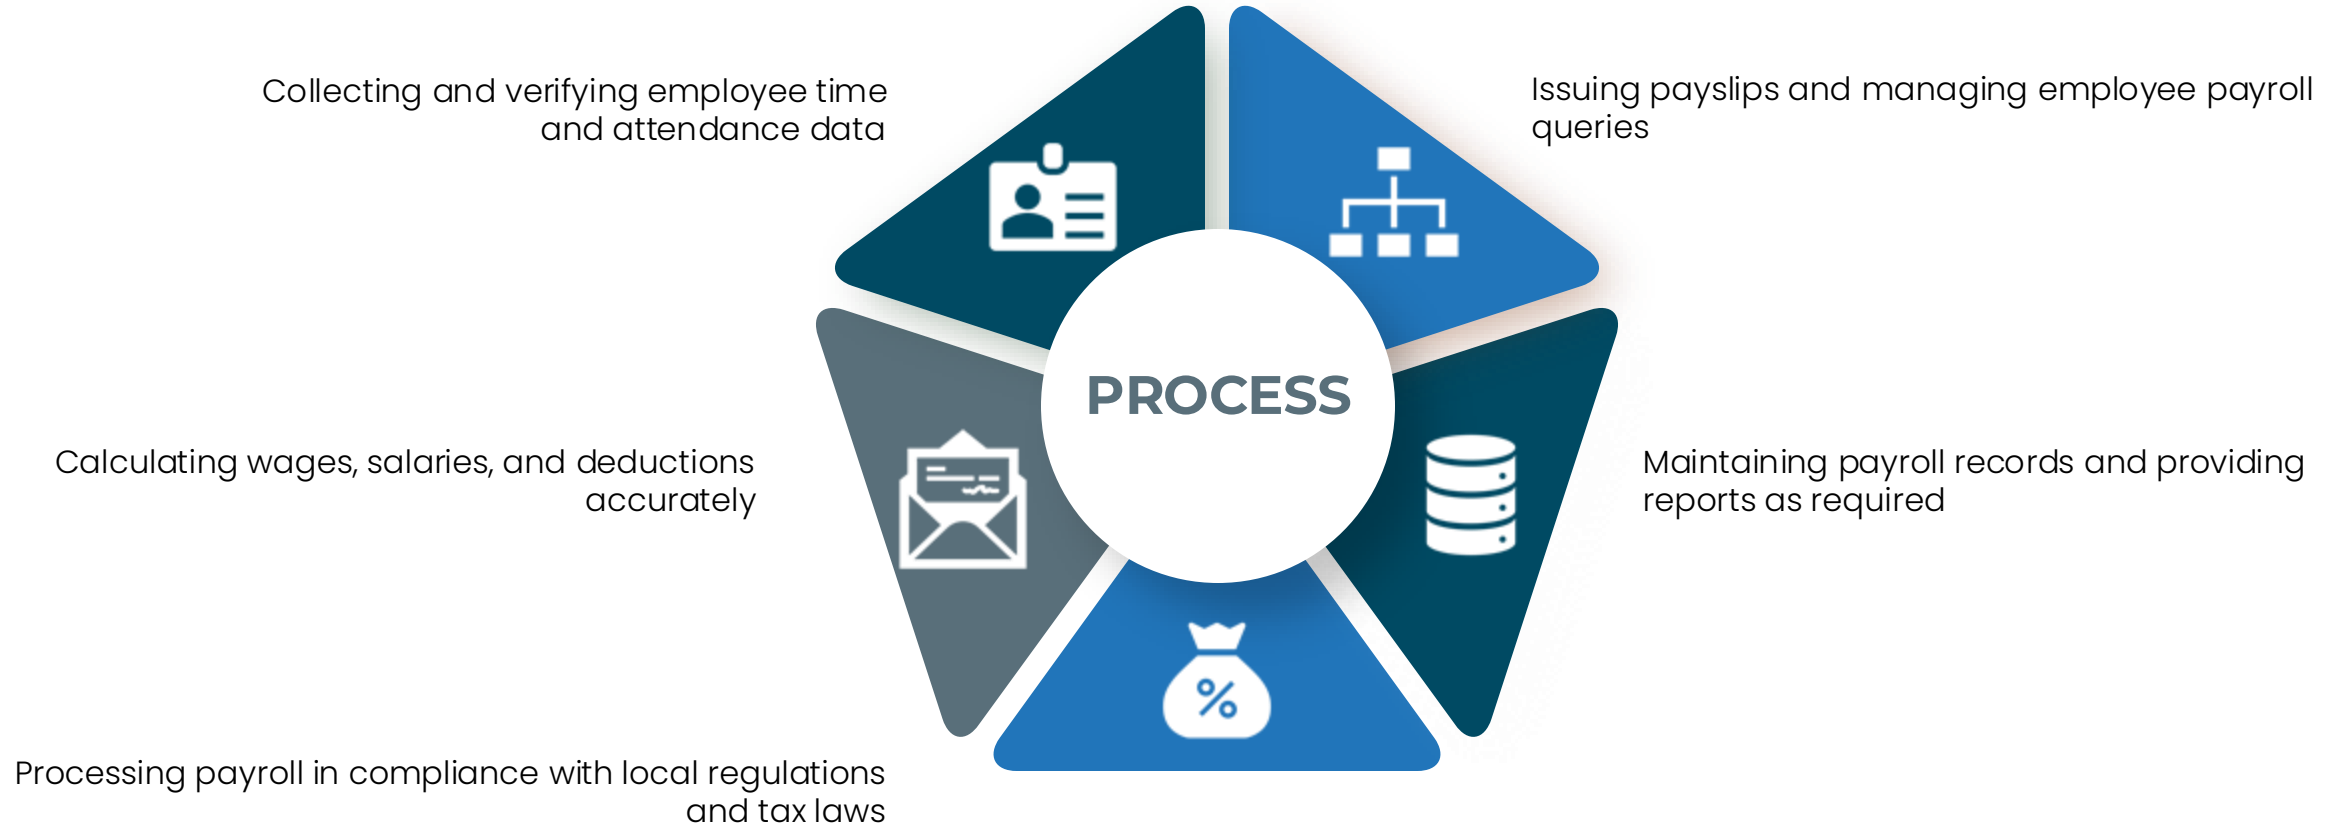 Collecting and verifying employee time
and attendance data
Issuing payslips and managing employee payroll
queries
PROCESS
Calculating wages, salaries, and deductions
accurately
Maintaining payroll records and providing
reports as required
%
Processing payroll in compliance with local regulations
and tax laws